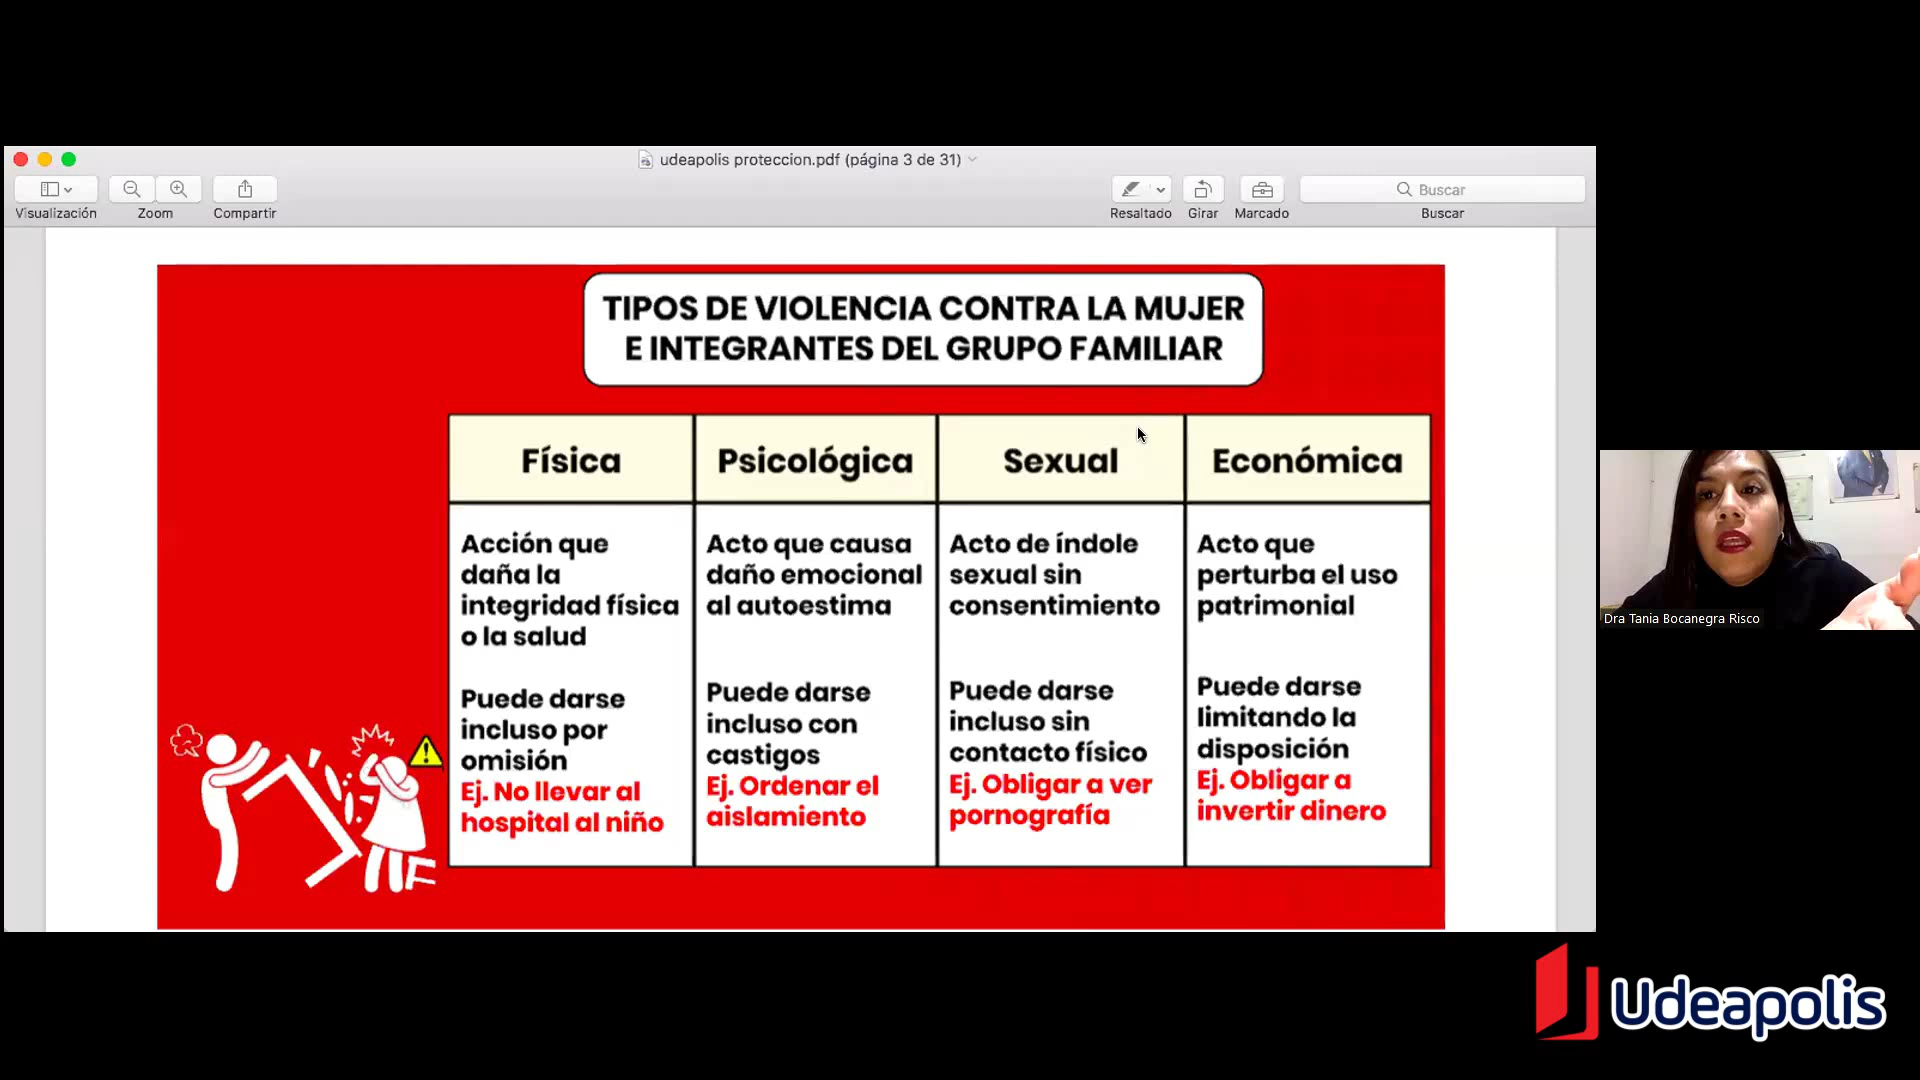 udeapolis proteccion.pdf (página 3 de 31)
Visualización
Zoom
Compartir
Resaltado
Girar
Marcado
Buscar
Buscar
TIPOS DE VIOLENCIA CONTRA LA MUJER
E INTEGRANTES DEL GRUPO FAMILIAR
Física
Acción que
daña la
integridad física
o la salud
Puede darse
incluso por
omisión
Ej. No llevar al
hospital al niño
Psicológica
Acto que causa
daño emocional
al autoestima
Puede darse
incluso con
castigos
Ej. Ordenar el
aislamiento
Sexual
Acto de índole
sexual sin
consentimiento
Puede darse
incluso sin
contacto físico
Ej. Obligar a ver
pornografía
Económica
Acto que
perturba el uso
patrimonial
Puede darse
limitando la
disposición
Ej. Obligar a
invertir dinero
Dra Tania Bocanegra Risco
Udeapolis